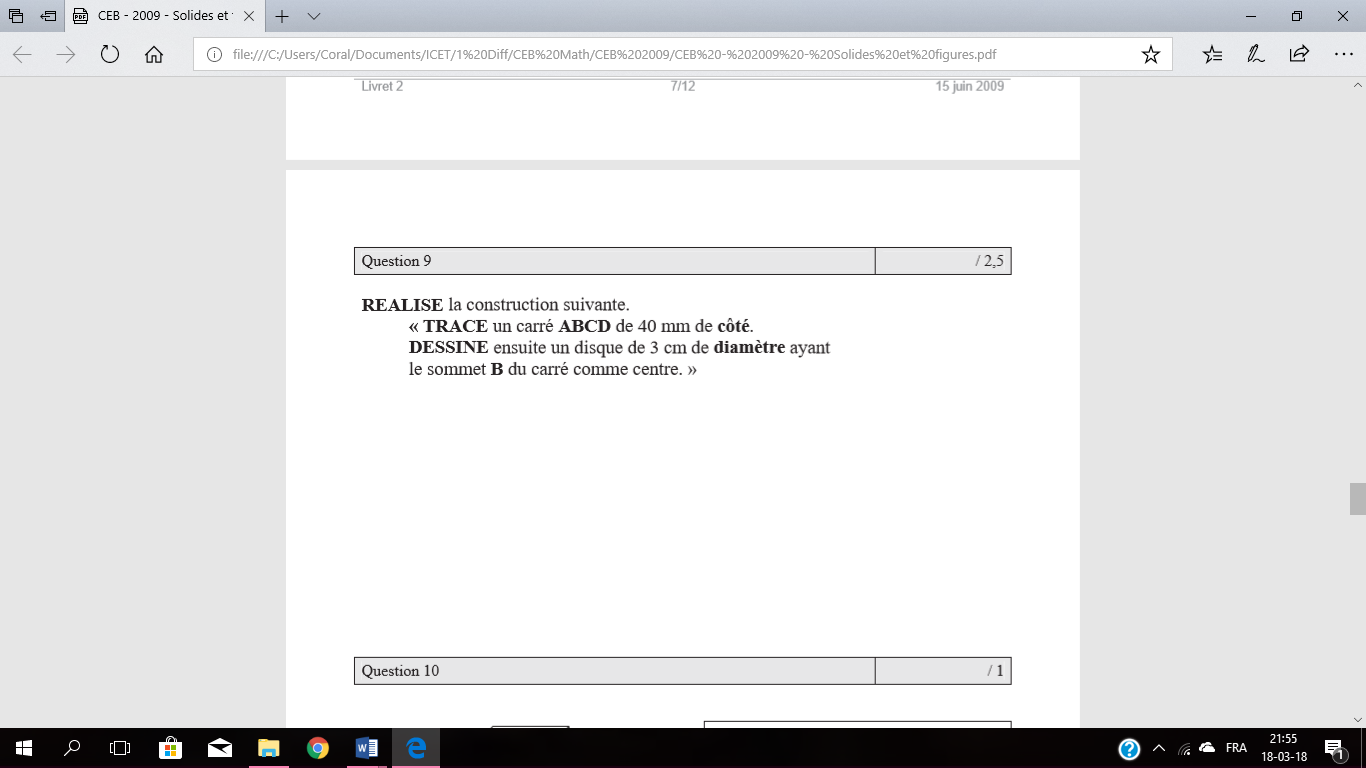 CEB - 2009 - Solides et
file:///C:/Users/Coral/Documents/ICET/1%20Diff/CEB%20Math/CEB%202009/CEB%20-%202009%20-%20Solides%20et%20figures.pdf
Livret 2 7/12 15 juin 2009
Question 9 / 2,5
REALISE la construction suivante.
« TRACE un carré ABCD de 40 mm de côté.
DESSINE ensuite un disque de 3 cm de diamètre ayant
le sommet B du carré comme centre. »
Question 10 / 1
FRA
21:55
18-03-18
1